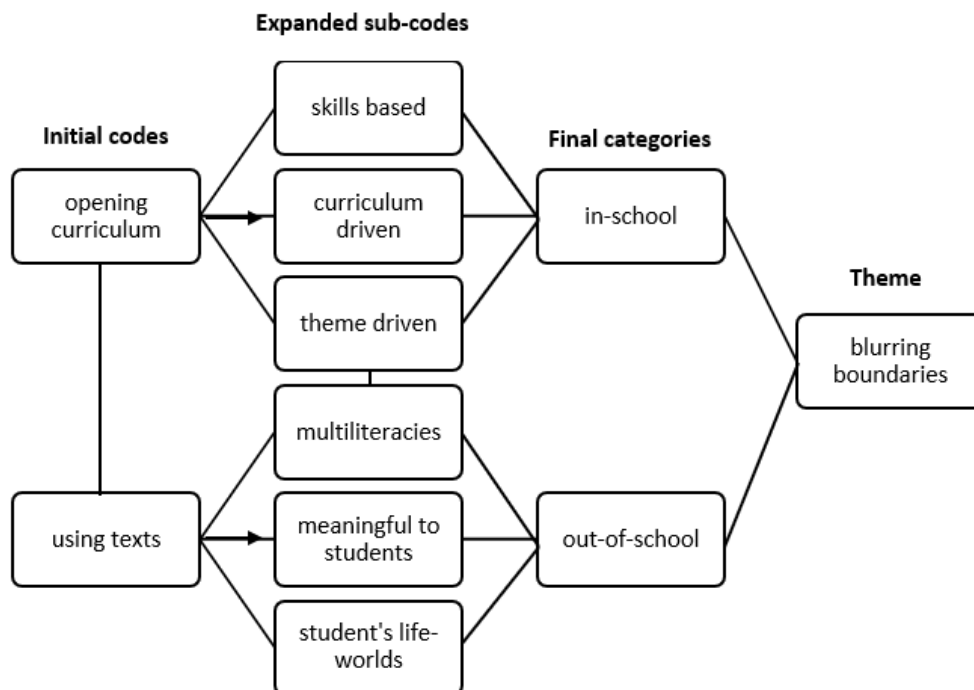 Expanded sub-codes
skills based
Initial codes
Final categories
opening
curriculum
curriculum
driven
in-school
theme driven
Theme
blurring
boundaries
multiliteracies
using texts
meaningful to
students
out-of-school
student's life-
worlds